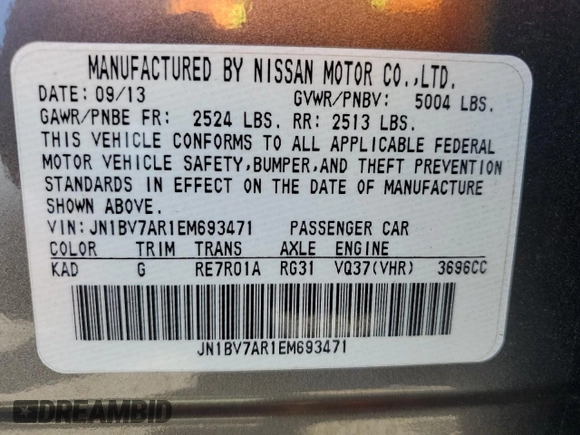 MANUFACTURED BY NISSAN MOTOR CO.,LTD.
DATE: 09/13 GVWR/PNBV: 5004 LBS.
GAWR/PNBE FR: 2524 LBS. RR: 2513 LBS.
THIS VEHICLE CONFORMS TO ALL APPLICABLE FEDERAL
MOTOR VEHICLE SAFETY,BUMPER,AND THEFT PREVENTION
STANDARDS IN EFFECT ON THE DATE OF MANUFACTURE
SHOWN ABOVE.
VIN:JN1BV7AR1EM693471 PASSENGER CAR
COLOR TRIM TRANS AXLE ENGINE
KAD G RE7R01A RG31 VQ37(VHR) 3696CC
JN1BV7AR1EM693471
DREAMBID